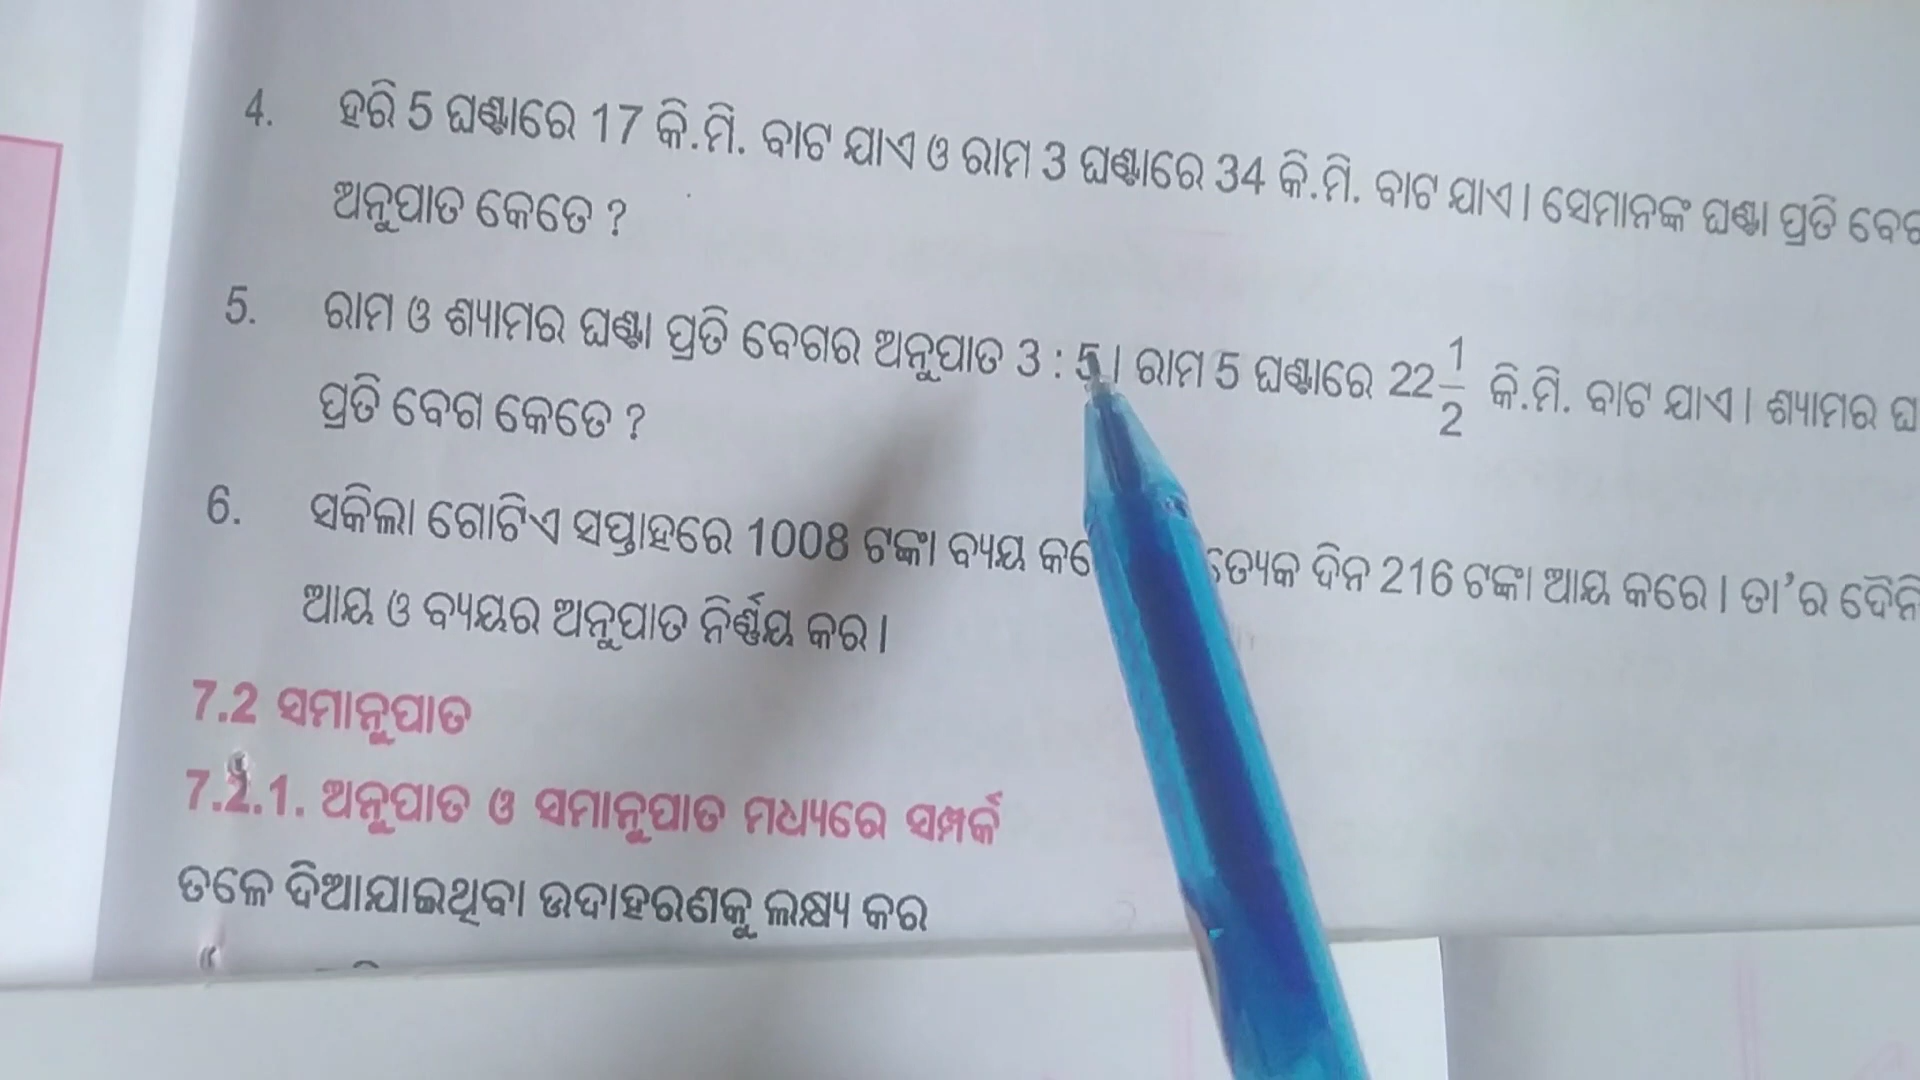 4. ହରି 5 ଘଣ୍ଟାରେ 17 କି.ମି. ବାଟ ଯାଏ ଓ ରାମ 3 ଘଣ୍ଟାରେ 34 କି.ମି. ବାଟ ଯାଏ । ସେମାନଙ୍କ ଘଣ୍ଟା ପ୍ରତି
ଅନୁପାତ କେତେ ?
5. ରାମ ଓ ଶ୍ୟାମର ଘଣ୍ଟା ପ୍ରତି ବେଗର ଅନୁପାତ 3 : 5 । ରାମ 5 ଘଣ୍ଟାରେ 22 1/2 କି.ମି. ବାଟ ଯାଏ । ଶ୍ୟାମର
ପ୍ରତି ବେଗ କେତେ ?
6. ସକିଲା ଗୋଟିଏ ସପ୍ତାହରେ 1008 ଟଙ୍କା ବ୍ୟୟ ଦିନ 216 ଟଙ୍କା ଆୟ କରେ । ତା’ର
ଆୟ ଓ ବ୍ୟୟର ଅନୁପାତ ନିର୍ଣ୍ଣୟ କର ।
7.2 ସମାନୁପାତ
7.2.1. ଅନୁପାତ ଓ ସମାନୁପାତ ମଧ୍ୟରେ ସମ୍ପର୍କ
ତଳେ ଦିଆଯାଇଥିବା ଉଦାହରଣକୁ ଲକ୍ଷ୍ୟ କର